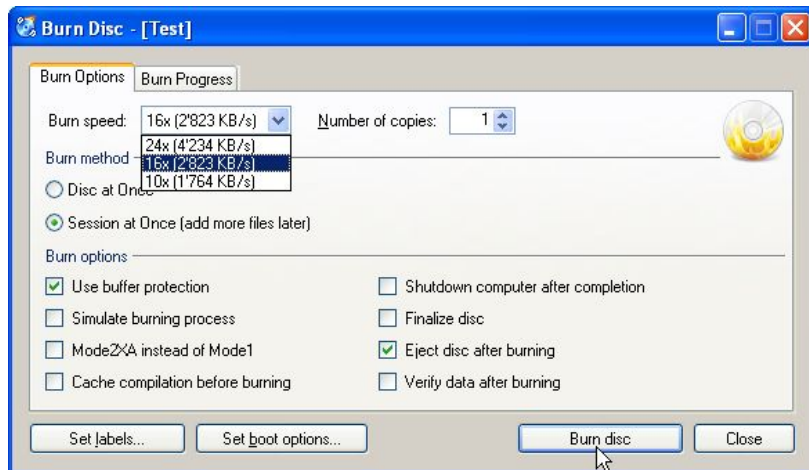 Burn Disc - [Test]
Burn Options Burn Progress
Burn speed: 16x (2'823 KB/s) Number of copies: 1
24x (4'234 KB/s)
Burn method 16x (2'823 KB/s)
10x (1'764 KB/s)
Disc at Once
Session at Once (add more files later)
Burn options
Use buffer protection Shutdown computer after completion
Simulate burning process Finalize disc
Mode2XA instead of Mode1 Eject disc after burning
Cache compilation before burning Verify data after burning
Set labels... Set boot options... Burn disc Close